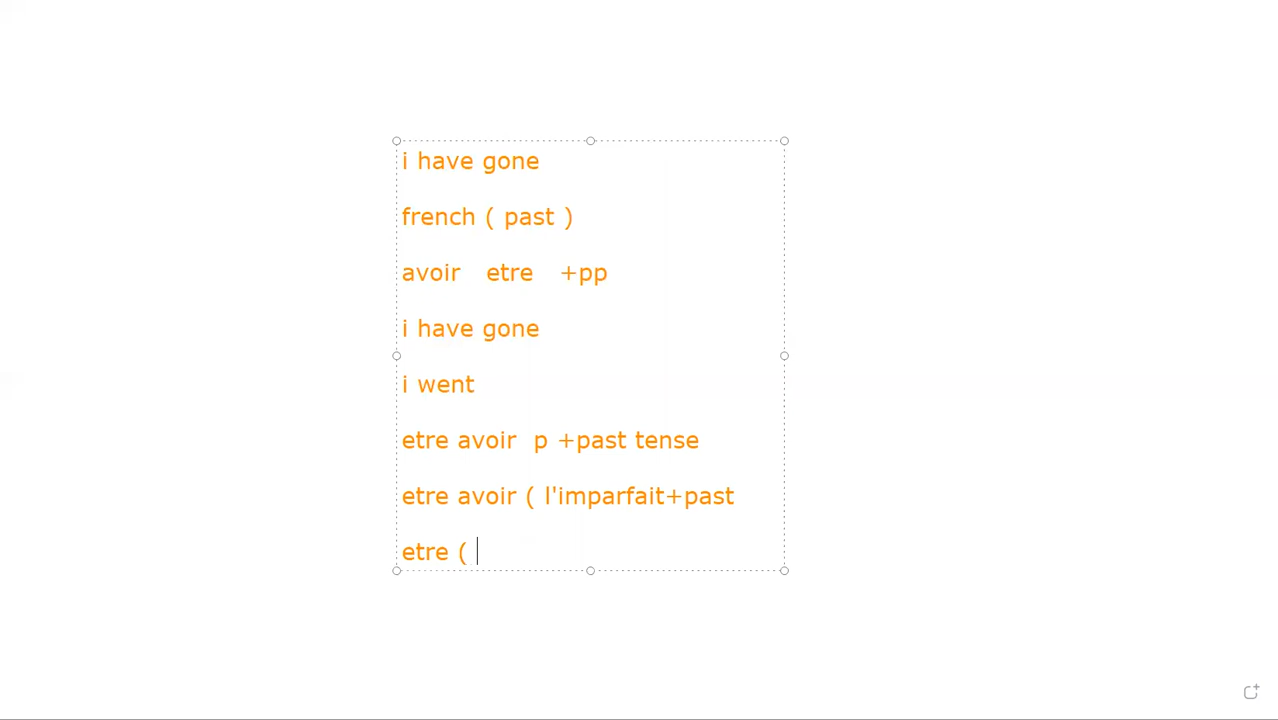 i have gone
french ( past )
avoir etre +pp
i have gone
i went
etre avoir p +past tense
etre avoir ( l'imparfait+past
etre (